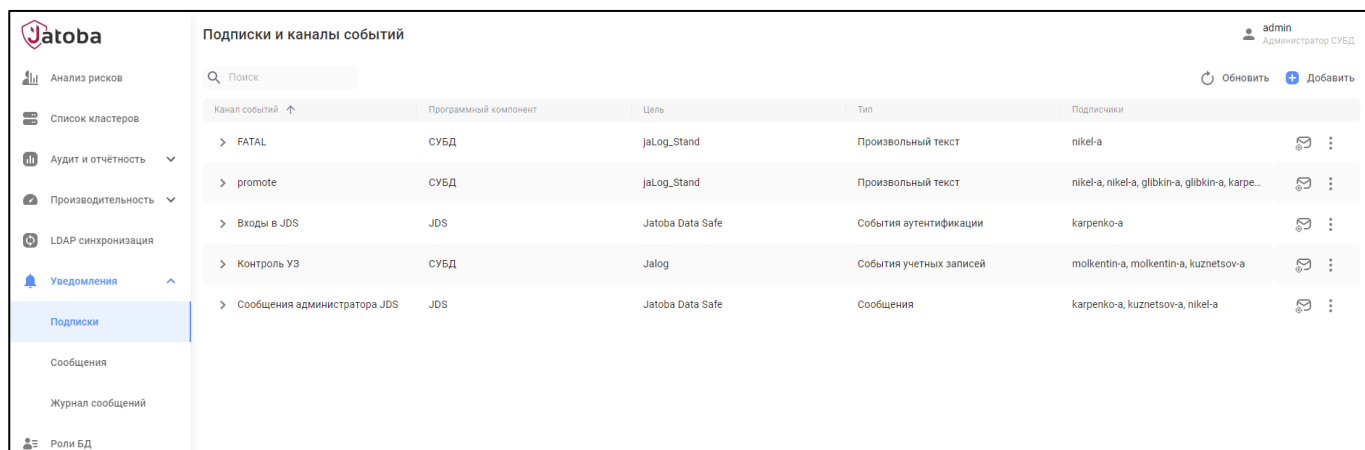 Jatoba
Подписки и каналы событий
admin
Администратор СУБД
Анализ рисков
Поиск
Обновить
Добавить
Список кластеров
Канал событий
Программный компонент
Цель
Тип
Подписчики
Аудит и отчётность
FATAL
СУБД
jaLog_Stand
Произвольный текст
nikel-a
Производительность
promote
СУБД
jaLog_Stand
Произвольный текст
nikel-a, nikel-a, glibkin-a, glibkin-a, karpe...
LDAP синхронизация
Входы в JDS
JDS
Jatoba Data Safe
События аутентификации
karpenko-a
Уведомления
Контроль УЗ
СУБД
Jalog
События учетных записей
molkentin-a, molkentin-a, kuznetsov-a
Подписки
Сообщения администратора JDS
JDS
Jatoba Data Safe
Сообщения
karpenko-a, kuznetsov-a, nikel-a
Сообщения
Журнал сообщений
Роли БД